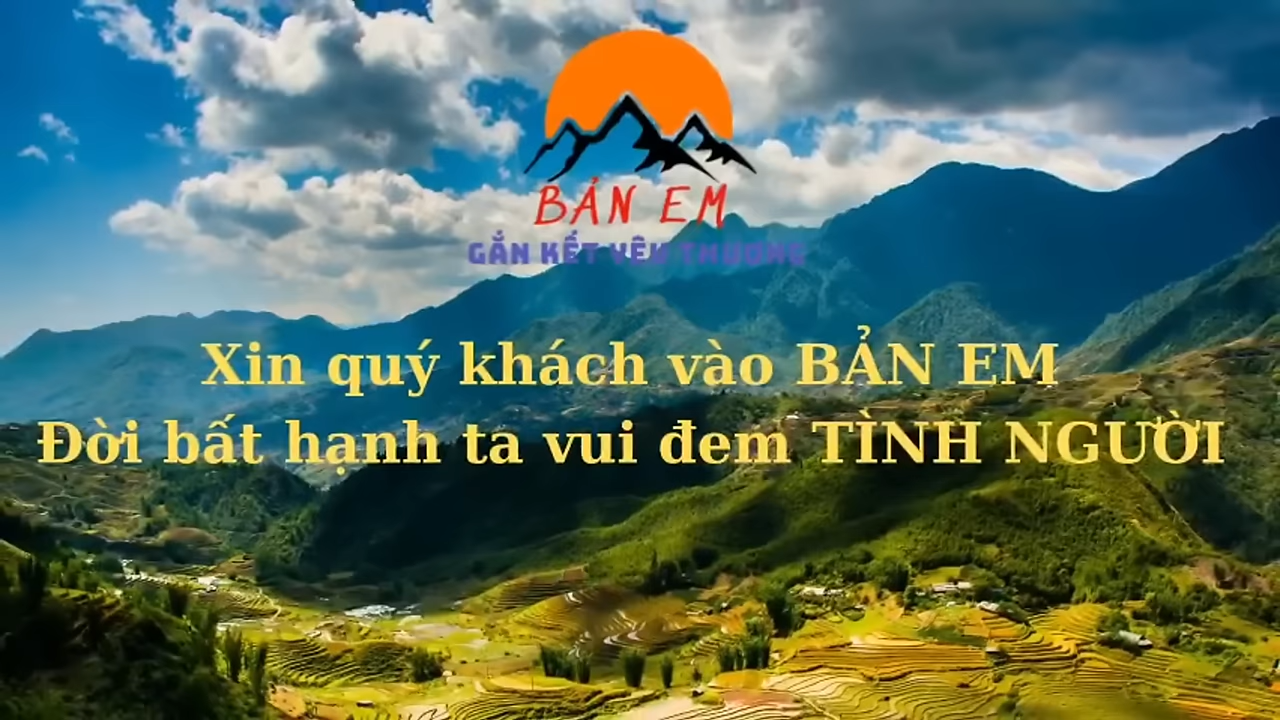 BẢN EM
GẮN KẾT YÊU THƯƠNG
Xin quý khách vào BẢN EM
Đời bất hạnh ta vui đem TÌNH NGƯỜI